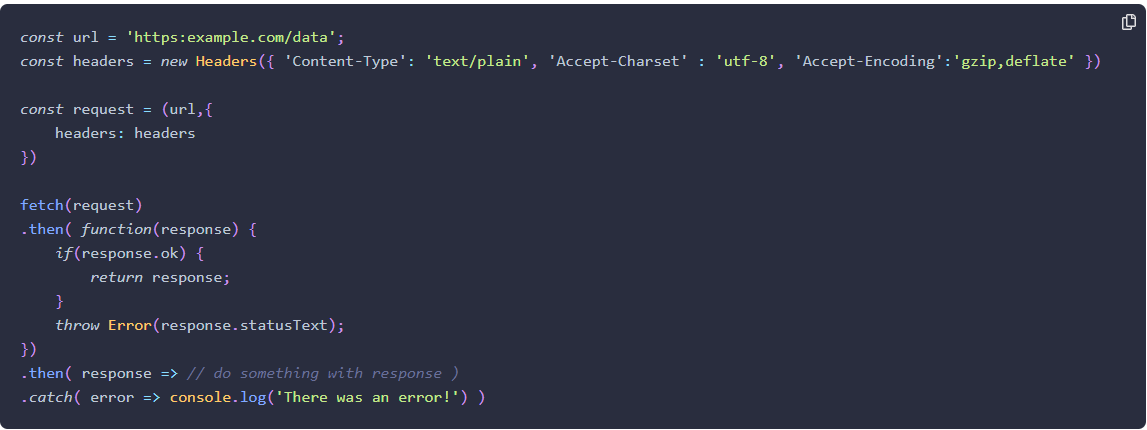 const url = 'https:example.com/data';
const headers = new Headers({ 'Content-Type': 'text/plain', 'Accept-Charset' : 'utf-8', 'Accept-Encoding':'gzip,deflate' })
const request = (url,{
    headers: headers
})
fetch(request)
.then( function(response) {
    if(response.ok) {
        return response;
    }
    throw Error(response.statusText);
})
.then( response => // do something with response )
.catch( error => console.log('There was an error!') )